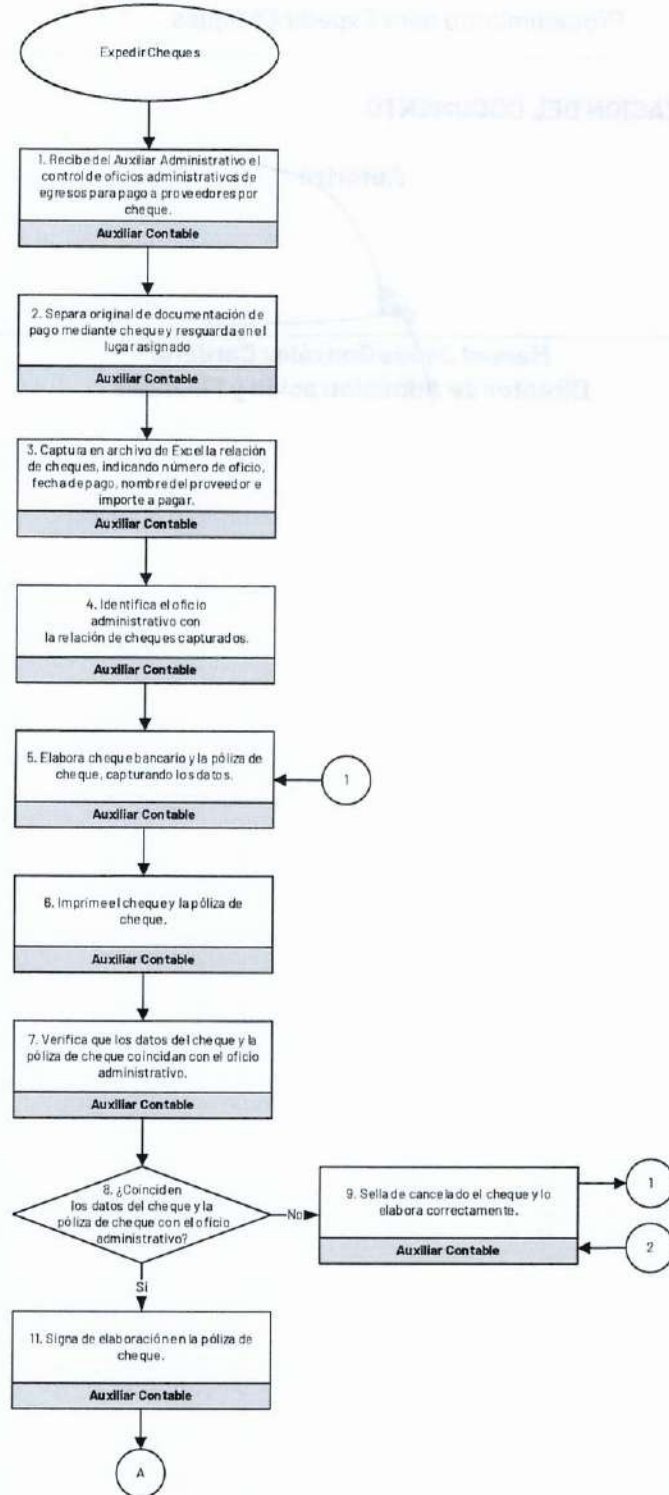 Expedir Cheques
1. Recibe del Auxiliar Administrativo el
control de oficios administrativos de
egresos para pago a proveedores por
cheque.
Auxiliar Contable
2. Separa original de documentación de
pago mediante cheque y resguarda en el
lugar asignado
Auxiliar Contable
3. Captura en archivo de Excel la relación
de cheques, indicando número de oficio,
fecha de pago, nombre del proveedor e
importe a pagar.
Auxiliar Contable
4. Identifica el oficio
administrativo con
la relación de cheques capturados.
Auxiliar Contable
5. Elabora cheque bancario y la póliza de
cheque, capturando los datos.
1
Auxiliar Contable
6. Imprime el cheque y la póliza de
cheque.
Auxiliar Contable
7. Verifica que los datos del cheque y la
póliza de cheque coincidan con el oficio
administrativo.
Auxiliar Contable
8. ¿Coinciden
los datos del cheque y la
póliza de cheque con el oficio
administrativo?
No
9. Sella de cancelado el cheque y lo
elabora correctamente.
Auxiliar Contable
1
2
Sí
11. Signa de elaboración en la póliza de
cheque.
Auxiliar Contable
A